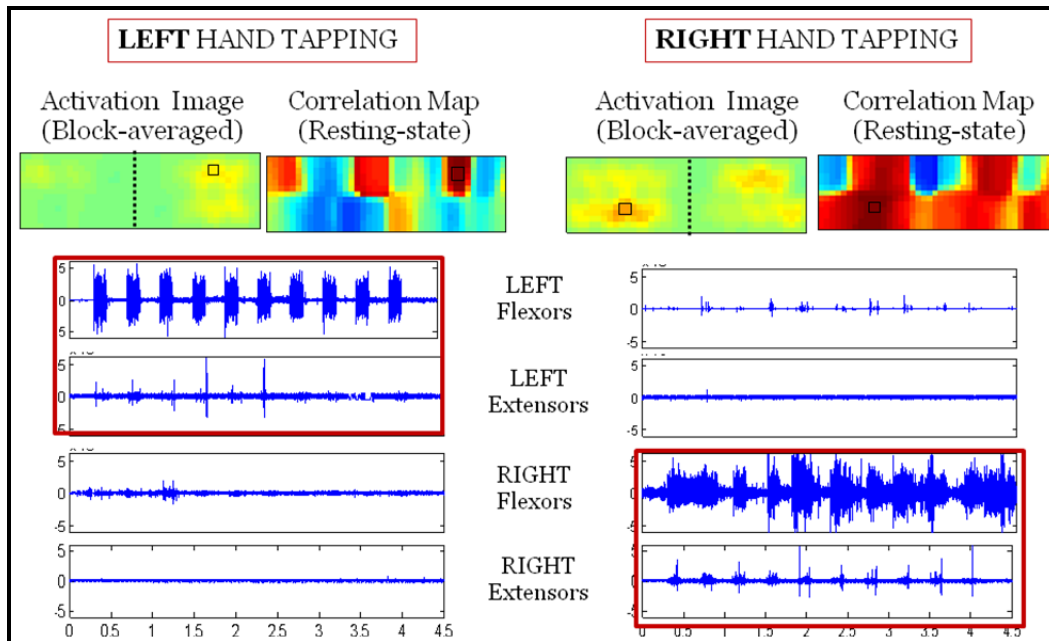 LEFT HAND TAPPING
RIGHT HAND TAPPING
Activation Image
(Block-averaged)
Correlation Map
(Resting-state)
Activation Image
(Block-averaged)
Correlation Map
(Resting-state)
5
0
5
LEFT
Flexors
5
0
-5
5
0
5
LEFT
Extensors
5
0
-5
5
0
-5
RIGHT
Flexors
5
0
-5
5
0
-5
RIGHT
Extensors
5
0
-5
0 0.5 1 1.5 2 2.5 3 3.5 4 4.5
0 0.5 1 1.5 2 2.5 3 3.5 4 4.5